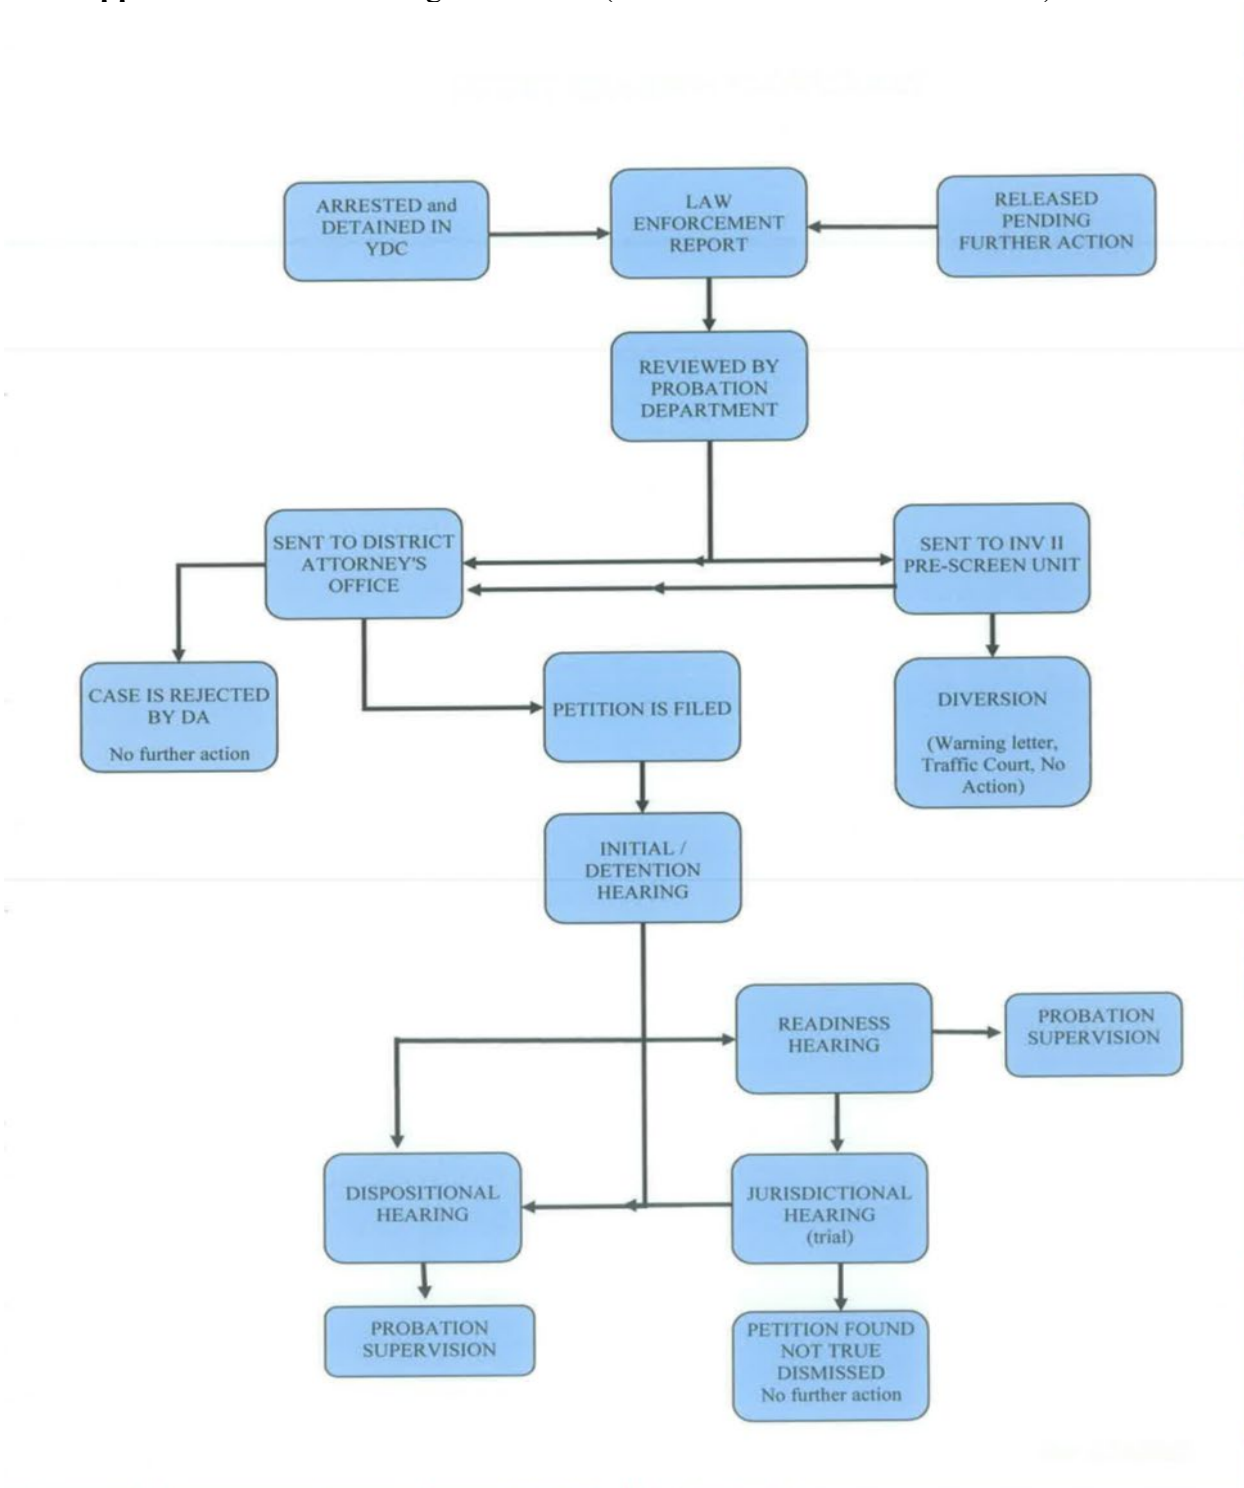 ARRESTED and
DETAINED IN
YDC
LAW
ENFORCEMENT
REPORT
RELEASED
PENDING
FURTHER ACTION
REVIEWED BY
PROBATION
DEPARTMENT
SENT TO DISTRICT
ATTORNEY'S
OFFICE
SENT TO INV II
PRE-SCREEN UNIT
CASE IS REJECTED
BY DA
No further action
PETITION IS FILED
DIVERSION
(Warning letter,
Traffic Court, No
Action)
INITIAL /
DETENTION
HEARING
READINESS
HEARING
PROBATION
SUPERVISION
DISPOSITIONAL
HEARING
JURISDICTIONAL
HEARING
(trial)
PROBATION
SUPERVISION
PETITION FOUND
NOT TRUE
DISMISSED
No further action